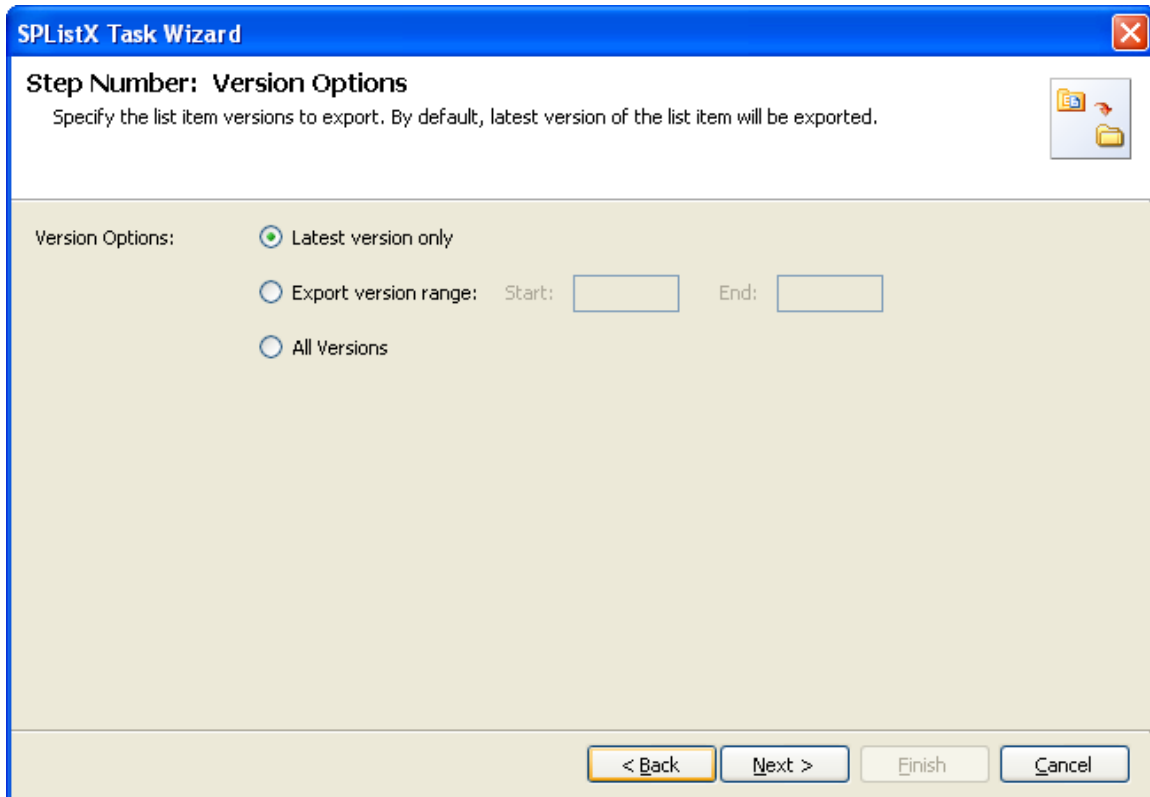 SPListX Task Wizard
Step Number: Version Options
Specify the list item versions to export. By default, latest version of the list item will be exported.
Version Options:
Latest version only
Export version range: Start: End:
All Versions
< Back Next > Finish Cancel